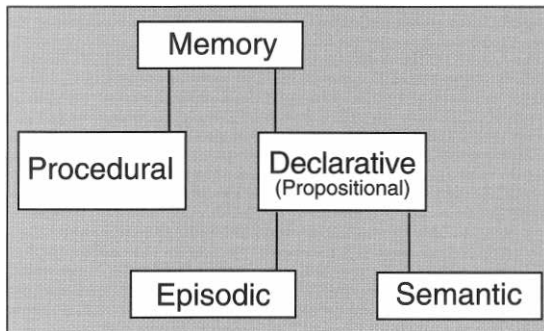 Memory
Procedural
Declarative
(Propositional)
Episodic
Semantic